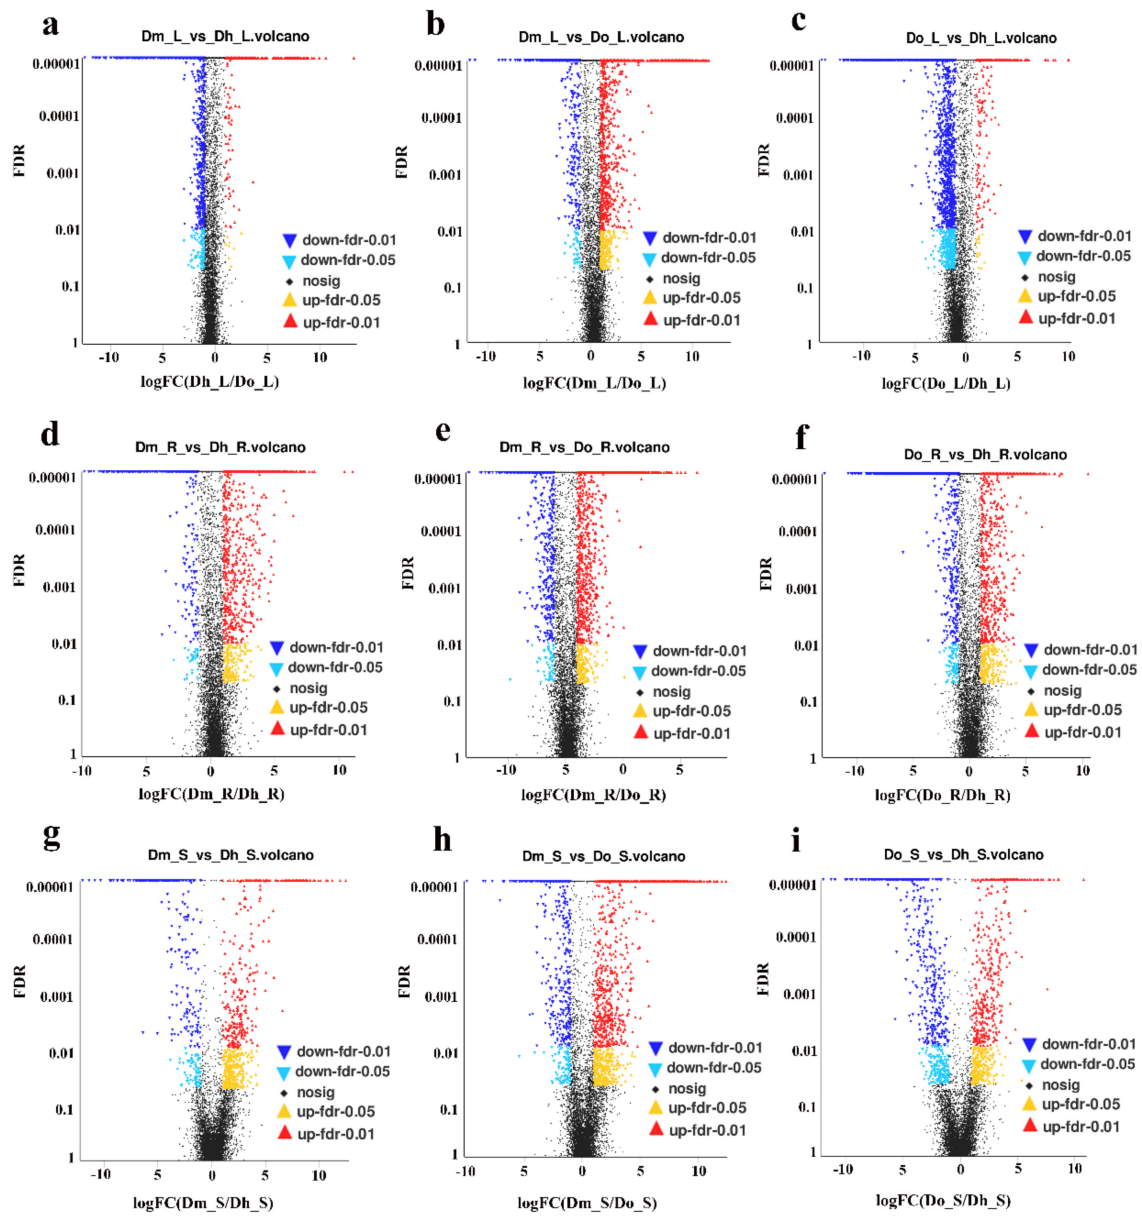 a
Dm_L_vs_Dh_L.volcano
0.00001
0.0001
0.001
0.01
0.1
1
FDR
down-fdr-0.01
down-fdr-0.05
nosig
up-fdr-0.05
up-fdr-0.01
-10 5 0 5 10
logFC(Dh_L/Do_L)
b
Dm_L_vs_Do_L.volcano
0.00001
0.0001
0.001
0.01
0.1
1
FDR
down-fdr-0.01
down-fdr-0.05
nosig
up-fdr-0.05
up-fdr-0.01
-10 5 0 5 10
logFC(Dm_L/Do_L)
c
Do_L_vs_Dh_L.volcano
0.00001
0.0001
0.001
0.01
0.1
1
FDR
down-fdr-0.01
down-fdr-0.05
nosig
up-fdr-0.05
up-fdr-0.01
-10 5 0 5 10
logFC(Do_L/Dh_L)
d
Dm_R_vs_Dh_R.volcano
0.00001
0.0001
0.001
0.01
0.1
1
FDR
down-fdr-0.01
down-fdr-0.05
nosig
up-fdr-0.05
up-fdr-0.01
-10 5 0 5 10
logFC(Dm_R/Dh_R)
e
Dm_R_vs_Do_R.volcano
0.00001
0.0001
0.001
0.01
0.1
1
FDR
down-fdr-0.01
down-fdr-0.05
nosig
up-fdr-0.05
up-fdr-0.01
-10 5 0 5
logFC(Dm_R/Do_R)
f
Do_R_vs_Dh_R.volcano
0.00001
0.0001
0.001
0.01
0.1
1
FDR
down-fdr-0.01
down-fdr-0.05
nosig
up-fdr-0.05
up-fdr-0.01
-10 5 0 5 10
logFC(Do_R/Dh_R)
g
Dm_S_vs_Dh_S.volcano
0.00001
0.0001
0.001
0.01
0.1
1
FDR
down-fdr-0.01
down-fdr-0.05
nosig
up-fdr-0.05
up-fdr-0.01
-10 5 0 5 10
logFC(Dm_S/Dh_S)
h
Dm_S_vs_Do_S.volcano
0.00001
0.0001
0.001
0.01
0.1
1
FDR
down-fdr-0.01
down-fdr-0.05
nosig
up-fdr-0.05
up-fdr-0.01
-10 5 0 5 10
logFC(Dm_S/Do_S)
i
Do_S_vs_Dh_S.volcano
0.00001
0.0001
0.001
0.01
0.1
1
FDR
down-fdr-0.01
down-fdr-0.05
nosig
up-fdr-0.05
up-fdr-0.01
-10 5 0 5 10
logFC(Do_S/Dh_S)